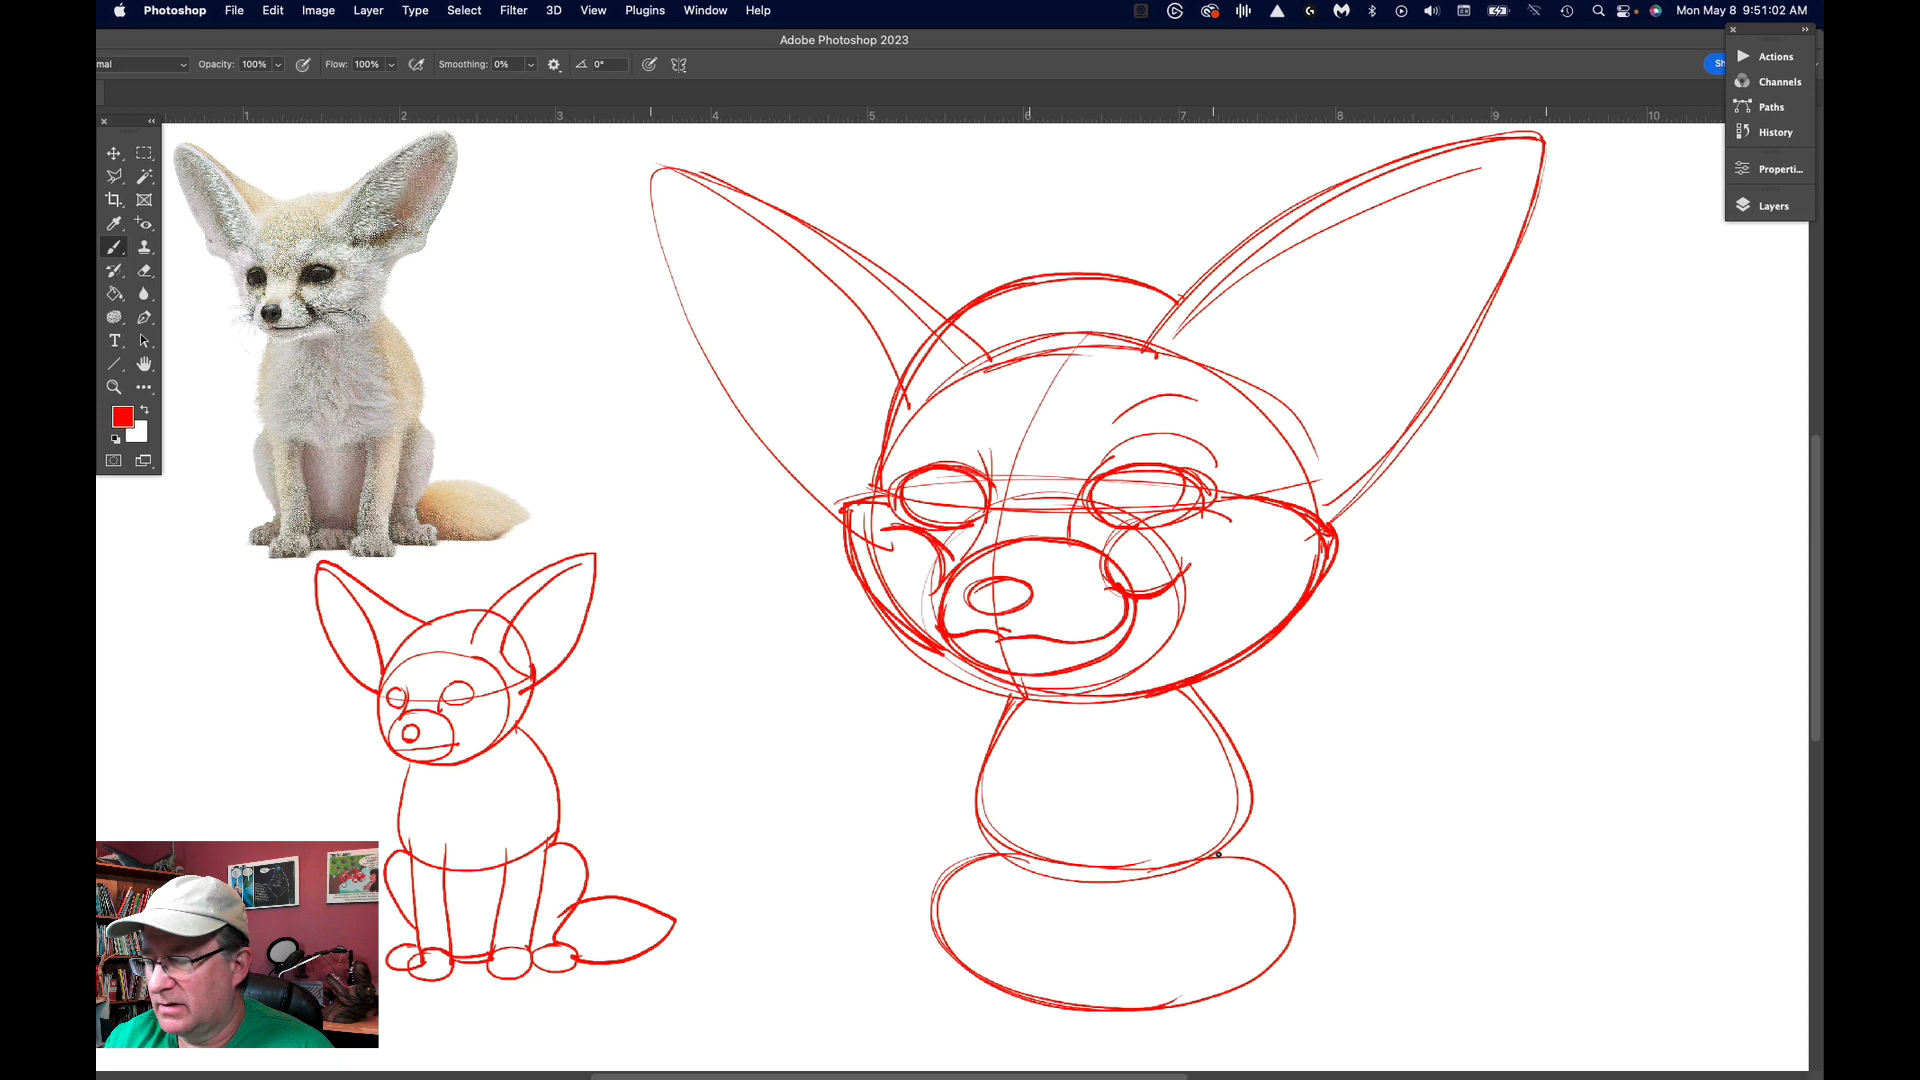 Photoshop File Edit Image Layer Type Select Filter 3D View Plugins Window Help Mon May 8 9:51:02 AM
Adobe Photoshop 2023
mal Opacity: 100% Flow: 100% Smoothing: 0% 0° Sh
Actions
Channels
Paths
History
Properti...
Layers
1 2 3 4 5 6 7 8 9 10